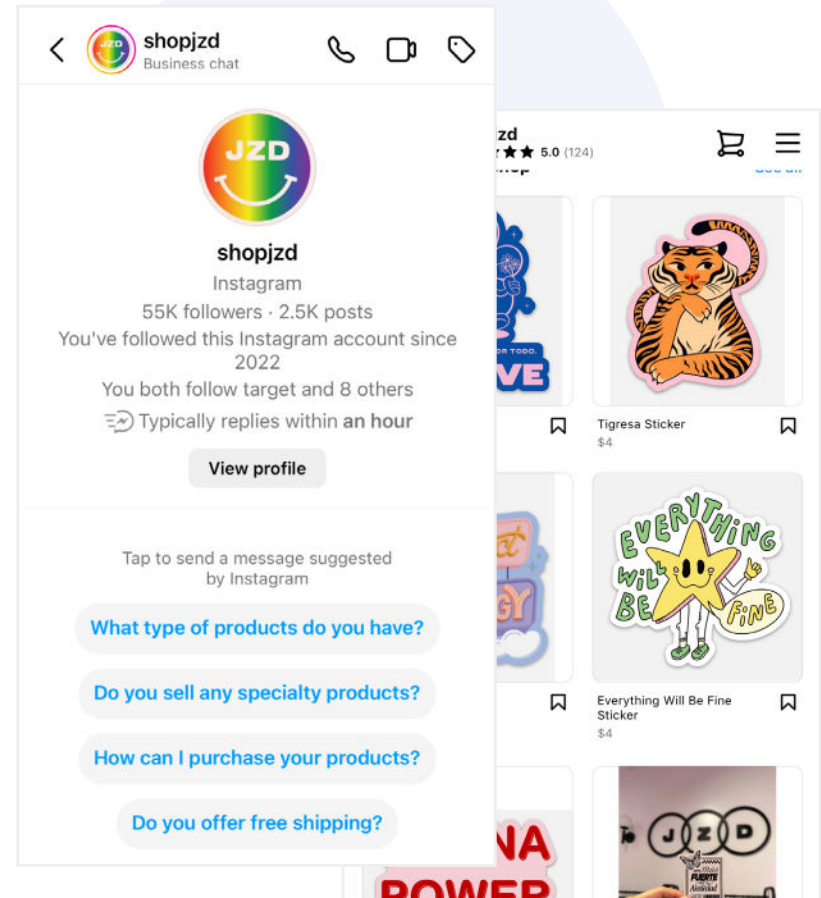 shopjzd
Business chat
JZD
shopjzd
Instagram
55K followers · 2.5K posts
You've followed this Instagram account since
2022
You both follow target and 8 others
Typically replies within an hour
View profile
Tap to send a message suggested
by Instagram
What type of products do you have?
Do you sell any specialty products?
How can I purchase your products?
Do you offer free shipping?
zd
5.0 (124)
TODO.
VE
Tigresa Sticker
$4
GY
EVERYTHING
WILL
BE
FINE
Everything Will Be Fine
Sticker
$4
NA
POWER
J Z D
FUERTE